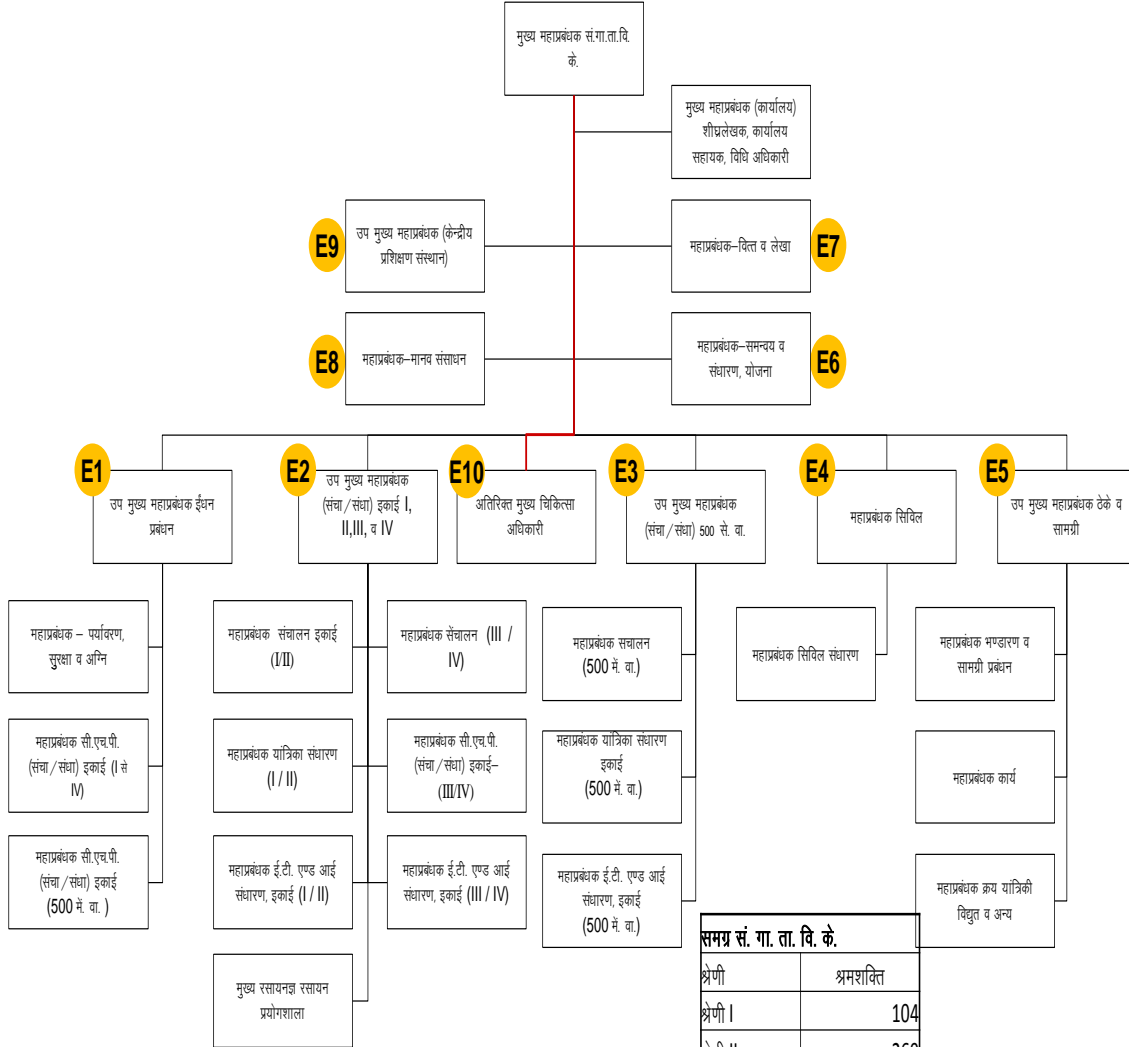 मुख्य महाप्रबंधक सं.गा.ता.वि.
के.
मुख्य महाप्रबंधक (कार्यालय)
शीघ्रलेखक, कार्यालय
सहायक, विधि अधिकारी
E9
उप मुख्य महाप्रबंधक (केन्द्रीय
प्रशिक्षण संस्थान)
महाप्रबंधक–वित्त व लेखा
E7
E8
महाप्रबंधक–मानव संसाधन
महाप्रबंधक–समन्वय व
संधारण, योजना
E6
E1
उप मुख्य महाप्रबंधक ईंधन
प्रबंधन
E2
उप मुख्य महाप्रबंधक
(संचा/संधा) इकाई I,
II,III, व IV
E10
अतिरिक्त मुख्य चिकित्सा
अधिकारी
E3
उप मुख्य महाप्रबंधक
(संचा/संधा) 500 से. वा.
E4
महाप्रबंधक सिविल
E5
उप मुख्य महाप्रबंधक ठेके व
सामग्री
महाप्रबंधक – पर्यावरण,
सुरक्षा व अग्नि
महाप्रबंधक संचालन इकाई
(I/II)
महाप्रबंधक सेंचालन (III /
IV)
महाप्रबंधक सचालन
(500 में. वा.)
महाप्रबंधक सिविल संधारण
महाप्रबंधक भण्डारण व
सामग्री प्रबंधन
महाप्रबंधक सी.एच.पी.
(संचा/संधा) इकाई (I से
IV)
महाप्रबंधक यांत्रिका संधारण
(I / II)
महाप्रबंधक सी.एच.पी.
(संचा/संधा) इकाई–
(III/IV)
महाप्रबंधक यांत्रिका संधारण
इकाई
(500 में. वा.)
महाप्रबंधक कार्य
महाप्रबंधक सी.एच.पी.
(संचा/संधा) इकाई
(500 में. वा. )
महाप्रबंधक ई.टी. एण्ड आई
संधारण, इकाई (I / II)
महाप्रबंधक ई.टी. एण्ड आई
संधारण, इकाई (III / IV)
महाप्रबंधक ई.टी. एण्ड आई
संधारण, इकाई
(500 में. वा.)
महाप्रबंधक क्रय यांत्रिकी
विद्युत व अन्य
मुख्य रसायनज्ञ रसायन
प्रयोगशाला
समग्र सं. गा. ता. वि. के.
श्रेणी श्रमशक्ति
श्रेणी I 104